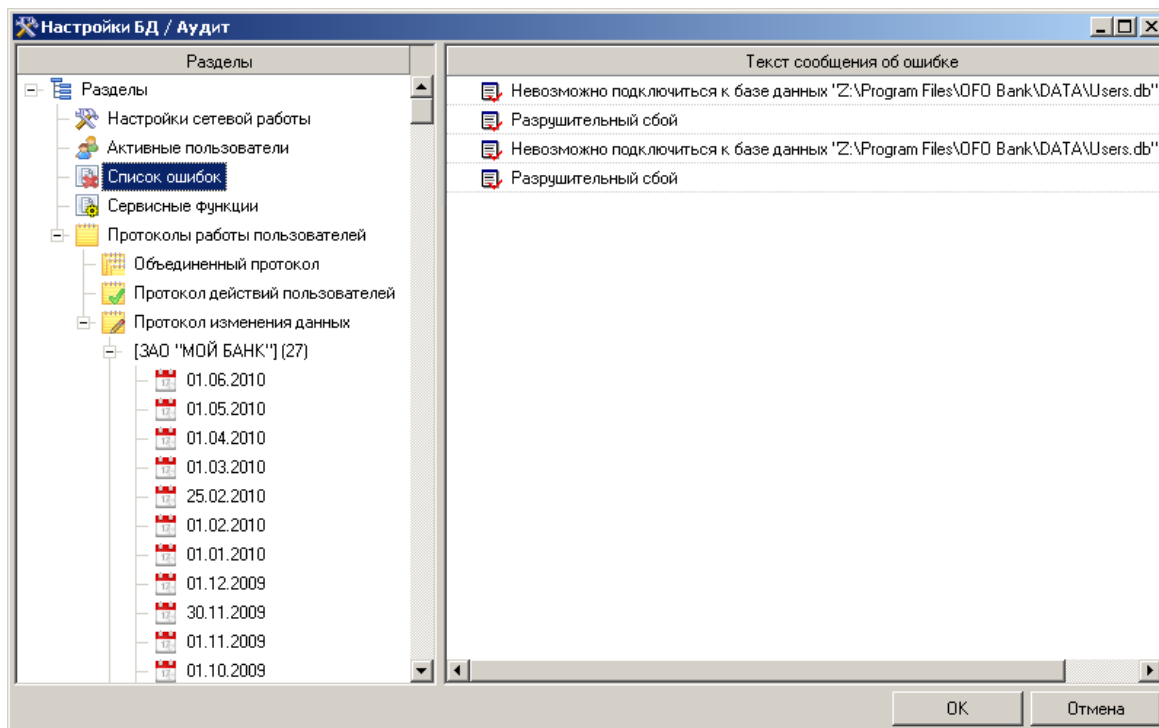 Настройки БД / Аудит
Разделы
Разделы
Настройки сетевой работы
Активные пользователи
Список ошибок
Сервисные функции
Протоколы работы пользователей
Объединенный протокол
Протокол действий пользователей
Протокол изменения данных
[ЗАО "МОЙ БАНК"] (27)
01.06.2010
01.05.2010
01.04.2010
01.03.2010
25.02.2010
01.02.2010
01.01.2010
01.12.2009
30.11.2009
01.11.2009
01.10.2009
Текст сообщения об ошибке
Невозможно подключиться к базе данных "Z:\Program Files\OFO Bank\DATA\Users.db"
Разрушительный сбой
Невозможно подключиться к базе данных "Z:\Program Files\OFO Bank\DATA\Users.db"
Разрушительный сбой
OK
Отмена